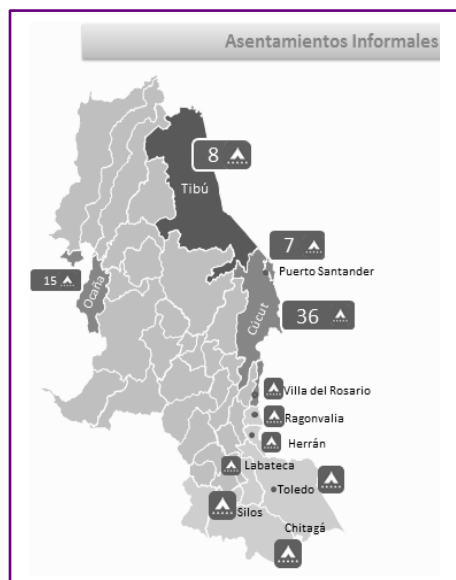 Asentamientos Informales
8
Tibú
7
Puerto Santander
15
Ocaña
Cúcut
36
Villa del Rosario
Ragonvalia
Herrán
Labateca
Toledo
Silos
Chitagá